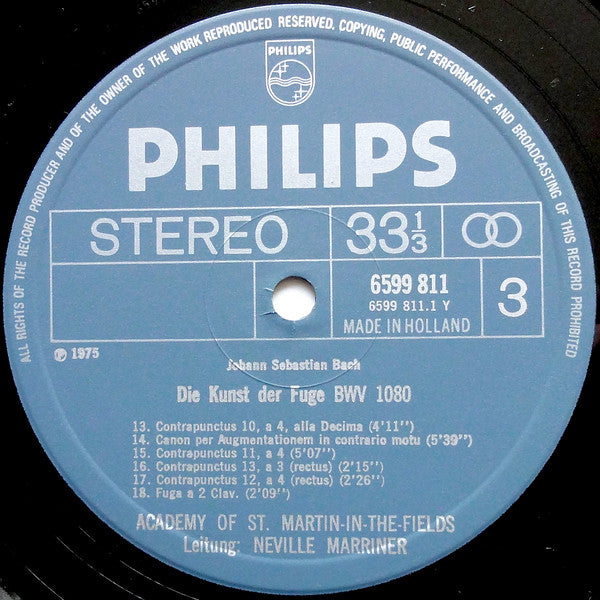 ALL RIGHTS OF THE RECORD PRODUCER AND OF THE OWNER OF THE WORK REPRODUCED RESERVED. COPYING, PUBLIC PERFORMANCE AND BROADCASTING OF THIS RECORD PROHIBITED
PHILIPS
PHILIPS
STEREO 33⅓
6599 811 3
6599 811.1 Y
MADE IN HOLLAND
℗ 1975
Johann Sebastian Bach
Die Kunst der Fuge BWV 1080
13. Contrapunctus 10, a 4, alla Decima (4'11'')
14. Canon per Augmentationem in contrario motu (5'39'')
15. Contrapunctus 11, a 4 (5'07'')
16. Contrapunctus 13, a 3 (rectus) (2'15'')
17. Contrapunctus 12, a 4 (rectus) (2'26'')
18. Fuga a 2 Clav. (2'09'')
ACADEMY OF ST. MARTIN-IN-THE-FIELDS
Leitung: NEVILLE MARRINER